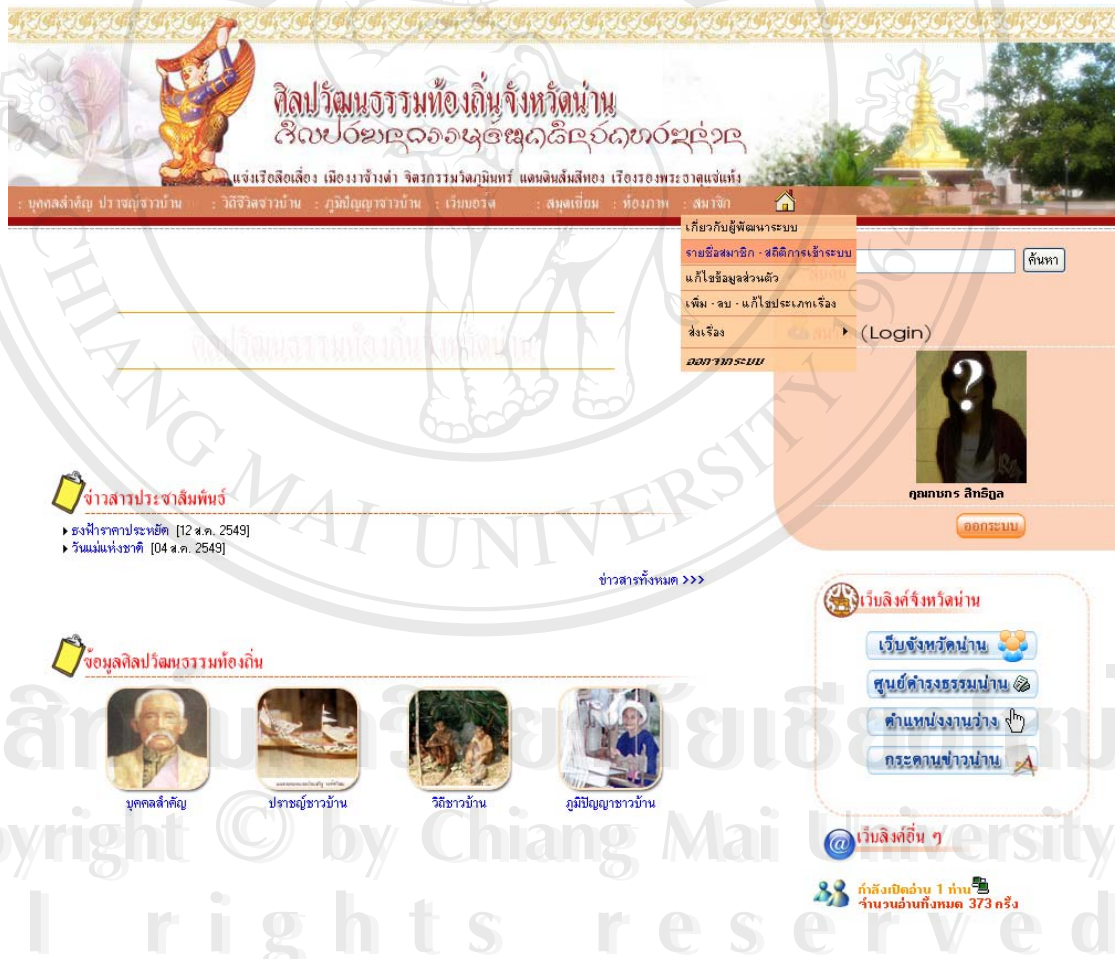 ศิลปวัฒนธรรมท้องถิ่นจังหวัดน่าน
แข่งเรือลือเลื่อง เมืองงาช้างดำ จิตรกรรมวัดภูมินทร์ แดนดินส้มสีทอง เรืองรองพระธาตุแช่แห้ง
: บุคคลสำคัญ ปราชญ์ชาวบ้าน : วิถีชีวิตชาวบ้าน : ภูมิปัญญาชาวบ้าน : เว็บบอร์ด : สมุดเยี่ยม : ห้องภาพ : สมาชิก
เกี่ยวกับผู้พัฒนาระบบ
รายชื่อสมาชิก - สถิติการเข้าระบบ
แก้ไขข้อมูลส่วนตัว
เพิ่ม - ลบ - แก้ไขประเภทเรื่อง
ส่งเรื่อง
ออกจากระบบ
ค้นหา
(Login)
ศิลปวัฒนธรรมท้องถิ่นจังหวัดน่าน
ออกระบบ
ข่าวสารประชาสัมพันธ์
ธงฟ้าราคาประหยัด [12 ส.ค. 2549]
วันแม่แห่งชาติ [04 ส.ค. 2549]
ข่าวสารทั้งหมด >>>
ข้อมูลศิลปวัฒนธรรมท้องถิ่น
บุคคลสำคัญ ปราชญ์ชาวบ้าน วิถีชาวบ้าน ภูมิปัญญาชาวบ้าน
เว็บลิงค์จังหวัดน่าน
เว็บจังหวัดน่าน
ศูนย์ดำรงธรรมน่าน
ตำแหน่งงานว่าง
กระดานข่าวน่าน
เว็บลิงค์อื่น ๆ
กำลังเปิดอ่าน 1 ท่าน
จำนวนอ่านทั้งหมด 373 ครั้ง
CHIANG MAI UNIVERSITY 1964
© by Chiang Mai University
rights reserved